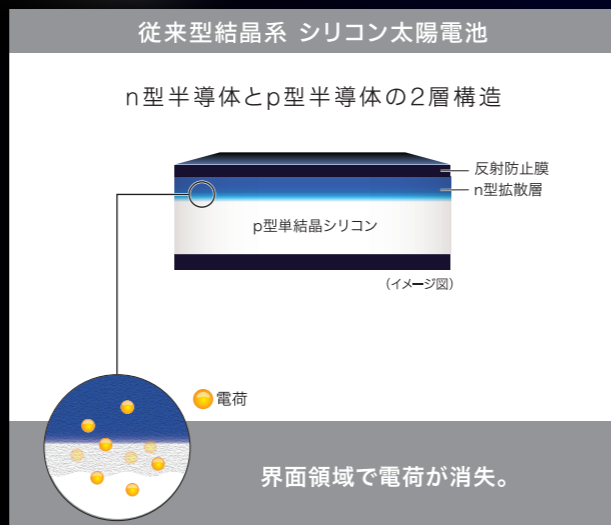 従来型結晶系 シリコン太陽電池
n型半導体とp型半導体の2層構造
反射防止膜
n型拡散層
p型単結晶シリコン
(イメージ図)
電荷
界面領域で電荷が消失。